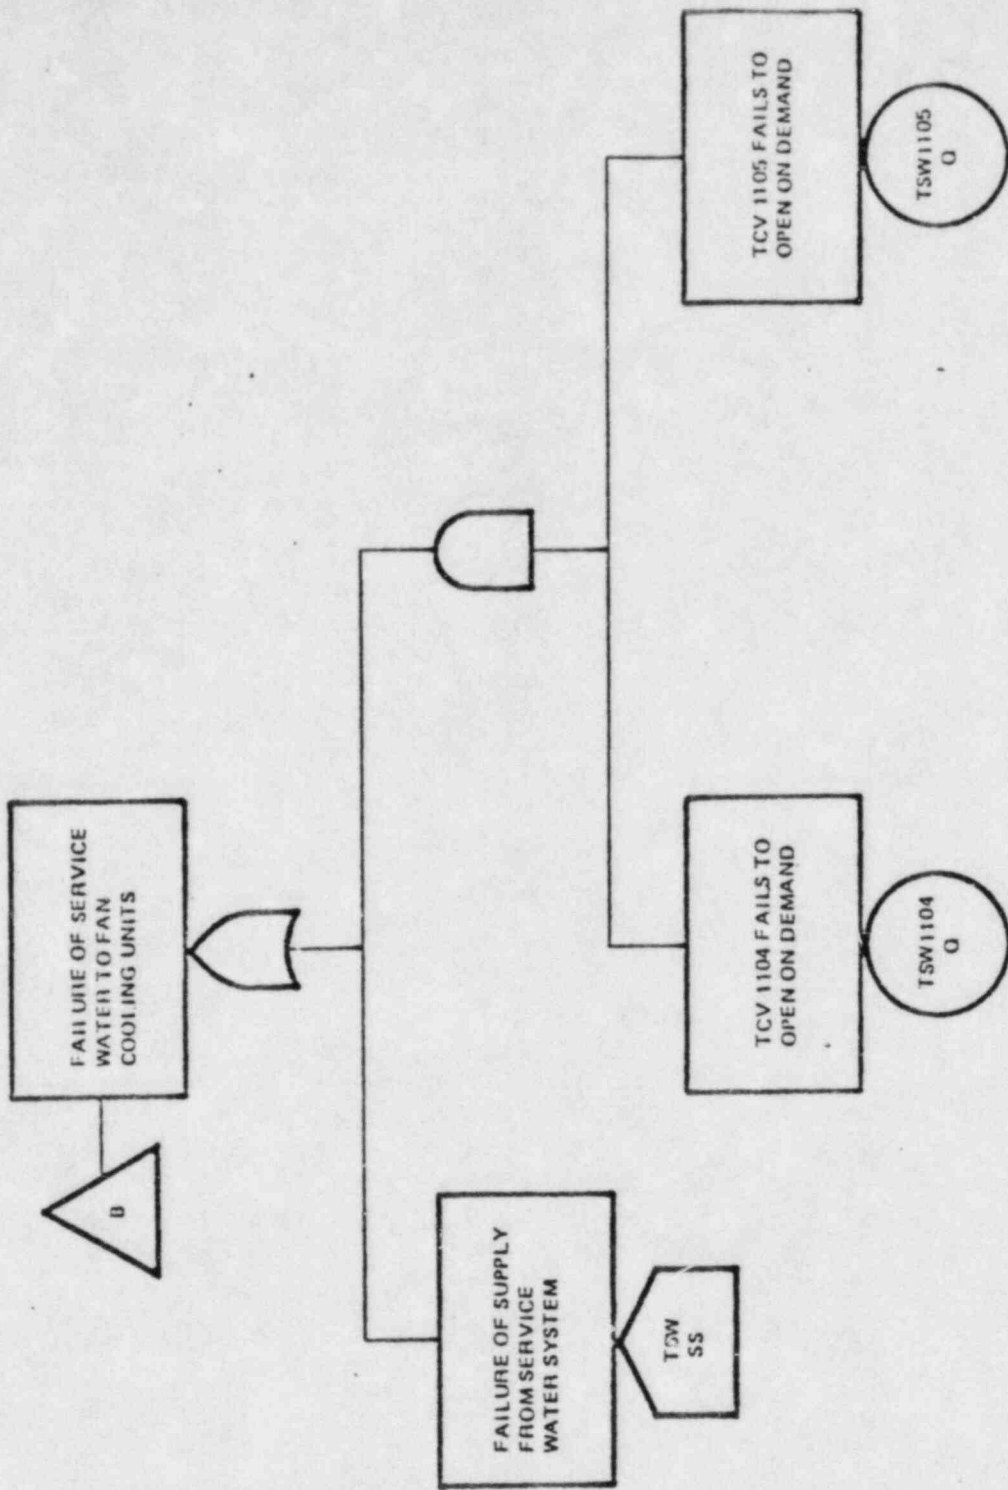 FAILURE OF SERVICE
WATER TO FAN
COOLING UNITS
B
FAILURE OF SUPPLY
FROM SERVICE
WATER SYSTEM
TSW
SS
TCV 1104 FAILS TO
OPEN ON DEMAND
TSW1104
Q
TCV 1105 FAILS TO
OPEN ON DEMAND
TSW1105
Q